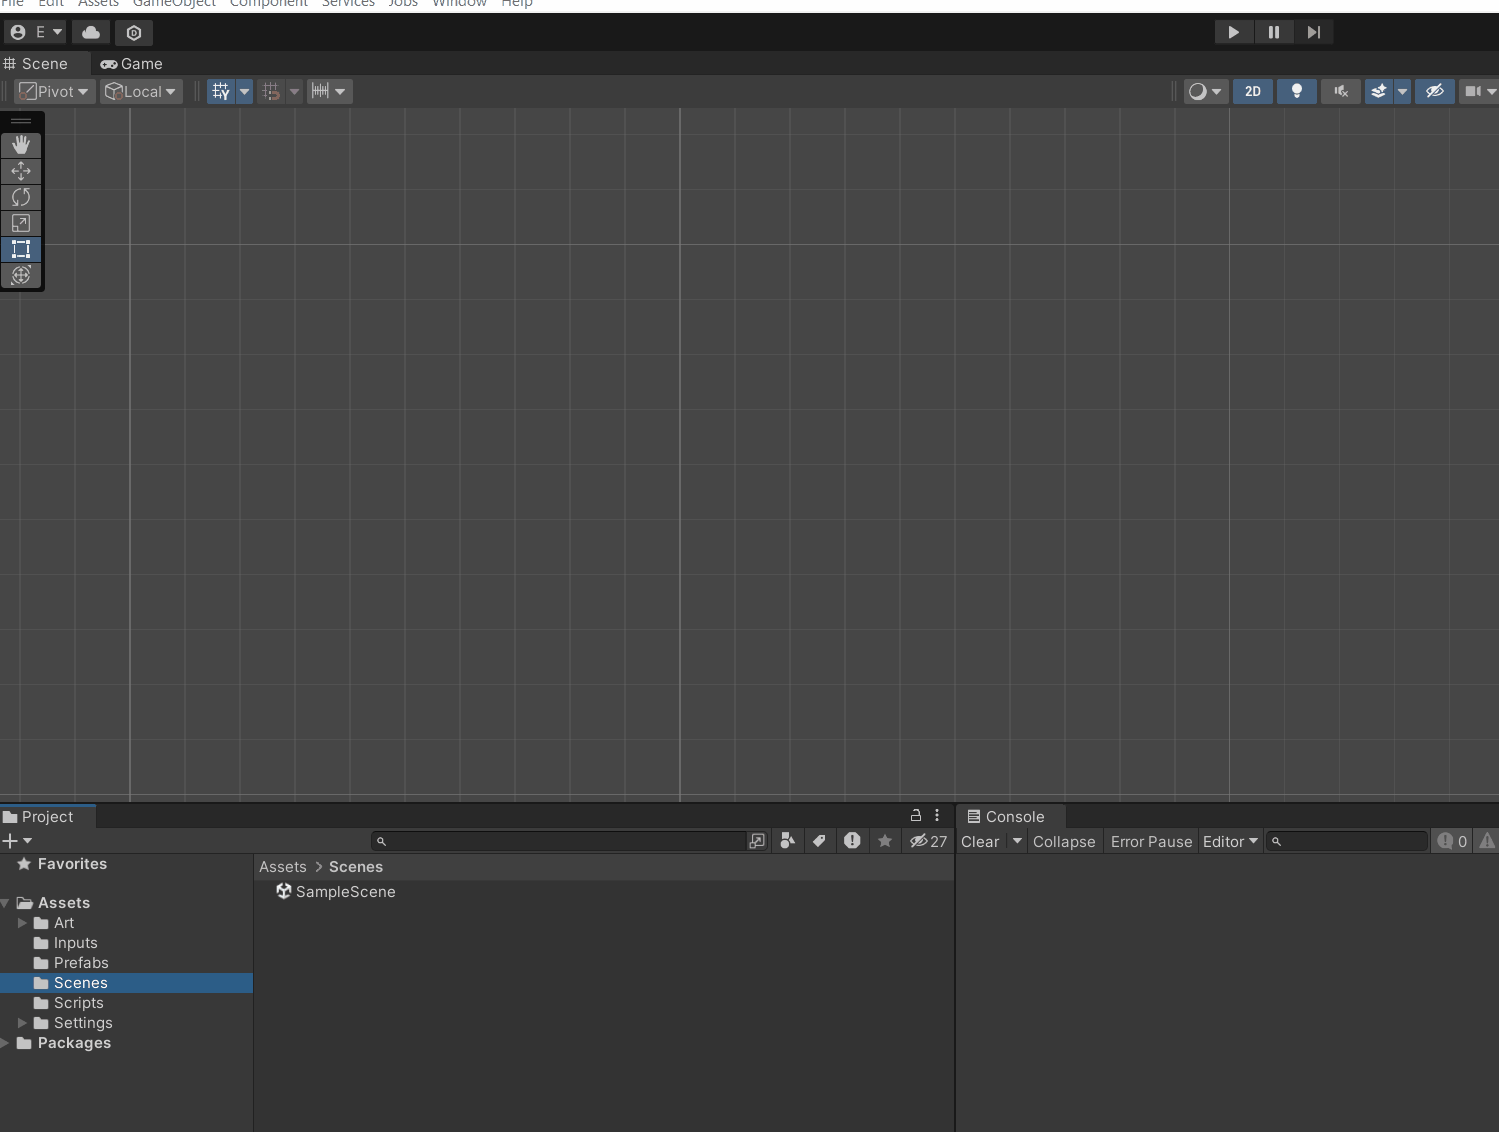 File Edit Assets GameObject Component Services Jobs Window Help
E
Scene Game
Pivot Local 2D
Project Console
27 Clear Collapse Error Pause Editor 0
Favorites Assets > Scenes
SampleScene
Assets
Art
Inputs
Prefabs
Scenes
Scripts
Settings
Packages